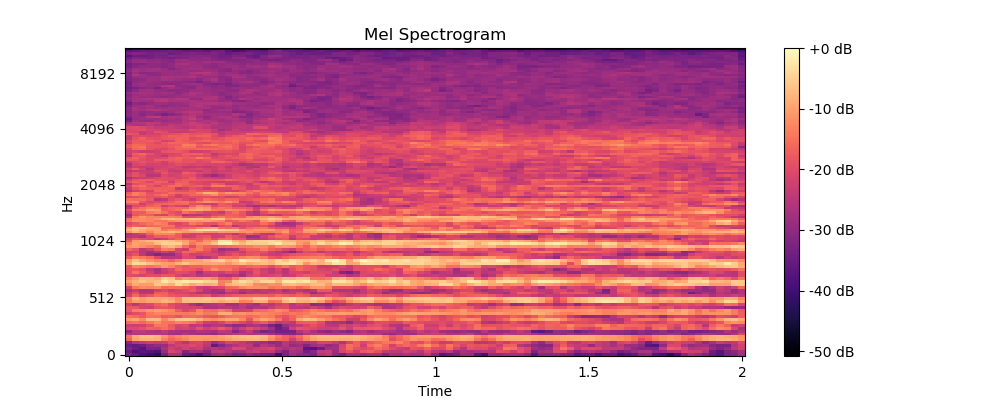 Mel Spectrogram
Hz
8192
4096
2048
1024
512
0
0 0.5 1 1.5 2
Time
+0 dB
-10 dB
-20 dB
-30 dB
-40 dB
-50 dB